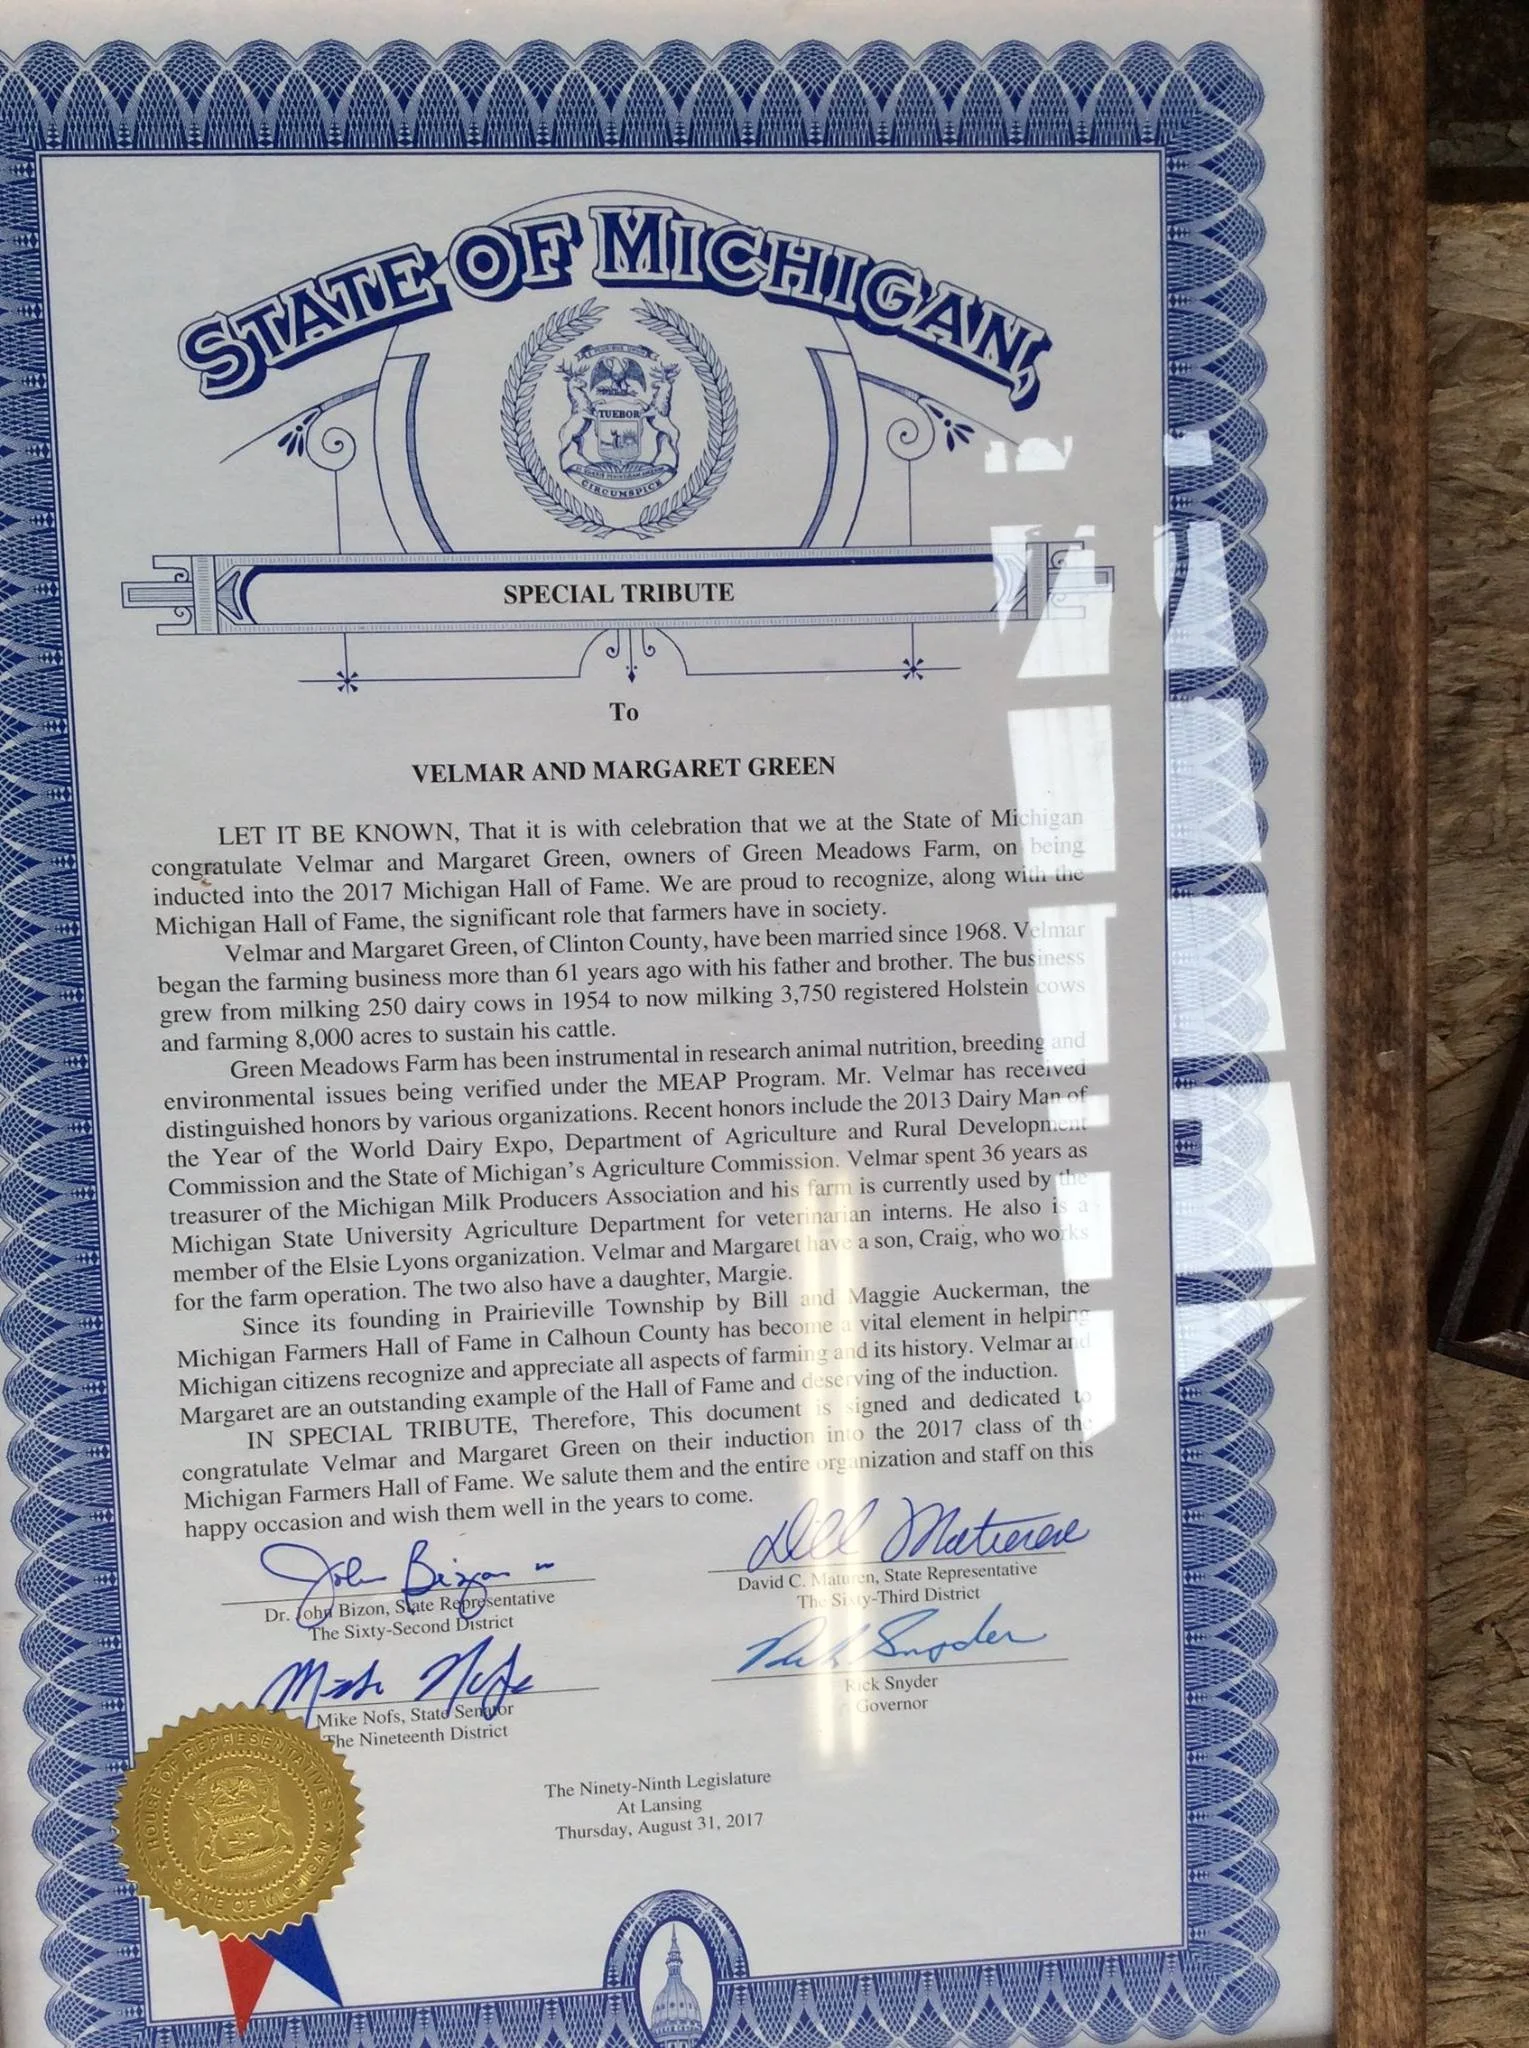 STATE OF MICHIGAN,
TUEBOR
CIRCUMSPICE
SPECIAL TRIBUTE
To
VELMAR AND MARGARET GREEN
LET IT BE KNOWN, That it is with celebration that we at the State of Michigan
congratulate Velmar and Margaret Green, owners of Green Meadows Farm, on being
inducted into the 2017 Michigan Hall of Fame. We are proud to recognize, along with the
Michigan Hall of Fame, the significant role that farmers have in society.
Velmar and Margaret Green, of Clinton County, have been married since 1968. Velmar
began the farming business more than 61 years ago with his father and brother. The business
grew from milking 250 dairy cows in 1954 to now milking 3,750 registered Holstein cows
and farming 8,000 acres to sustain his cattle.
Green Meadows Farm has been instrumental in research animal nutrition, breeding and
environmental issues being verified under the MEAP Program. Mr. Velmar has received
distinguished honors by various organizations. Recent honors include the 2013 Dairy Man of
the Year of the World Dairy Expo, Department of Agriculture and Rural Development
Commission and the State of Michigan's Agriculture Commission. Velmar spent 36 years as
treasurer of the Michigan Milk Producers Association and his farm is currently used by the
Michigan State University Agriculture Department for veterinarian interns. He also is a
member of the Elsie Lyons organization. Velmar and Margaret have a son, Craig, who works
for the farm operation. The two also have a daughter, Margie.
Since its founding in Prairieville Township by Bill and Maggie Auckerman, the
Michigan Farmers Hall of Fame in Calhoun County has become a vital element in helping
Michigan citizens recognize and appreciate all aspects of farming and its history. Velmar and
Margaret are an outstanding example of the Hall of Fame and deserving of the induction.
IN SPECIAL TRIBUTE, Therefore, This document is signed and dedicated to
congratulate Velmar and Margaret Green on their induction into the 2017 class of the
Michigan Farmers Hall of Fame. We salute them and the entire organization and staff on this
happy occasion and wish them well in the years to come.
John Bizon
Dr. John Bizon, State Representative
The Sixty-Second District
David C. Maturen, State Representative
The Sixty-Third District
Mike Nofs
Mike Nofs, State Senator
The Nineteenth District
Rick Snyder
Rick Snyder
Governor
HOUSE OF REPRESENTATIVES
STATE OF MICHIGAN
The Ninety-Ninth Legislature
At Lansing
Thursday, August 31, 2017